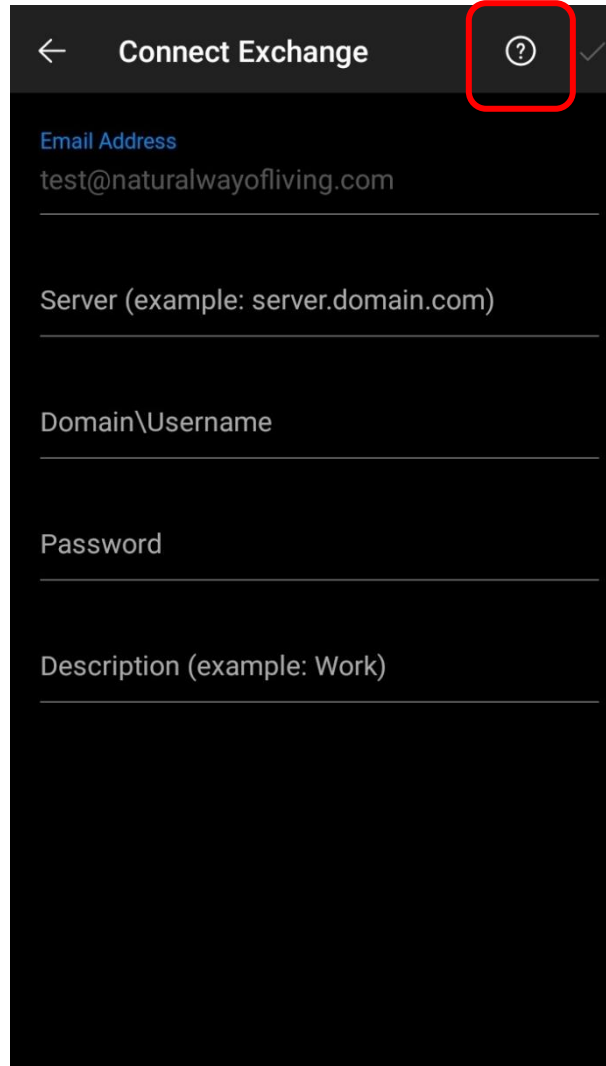 Connect Exchange
Email Address
test@naturalwayofliving.com
Server (example: server.domain.com)
Domain\Username
Password
Description (example: Work)